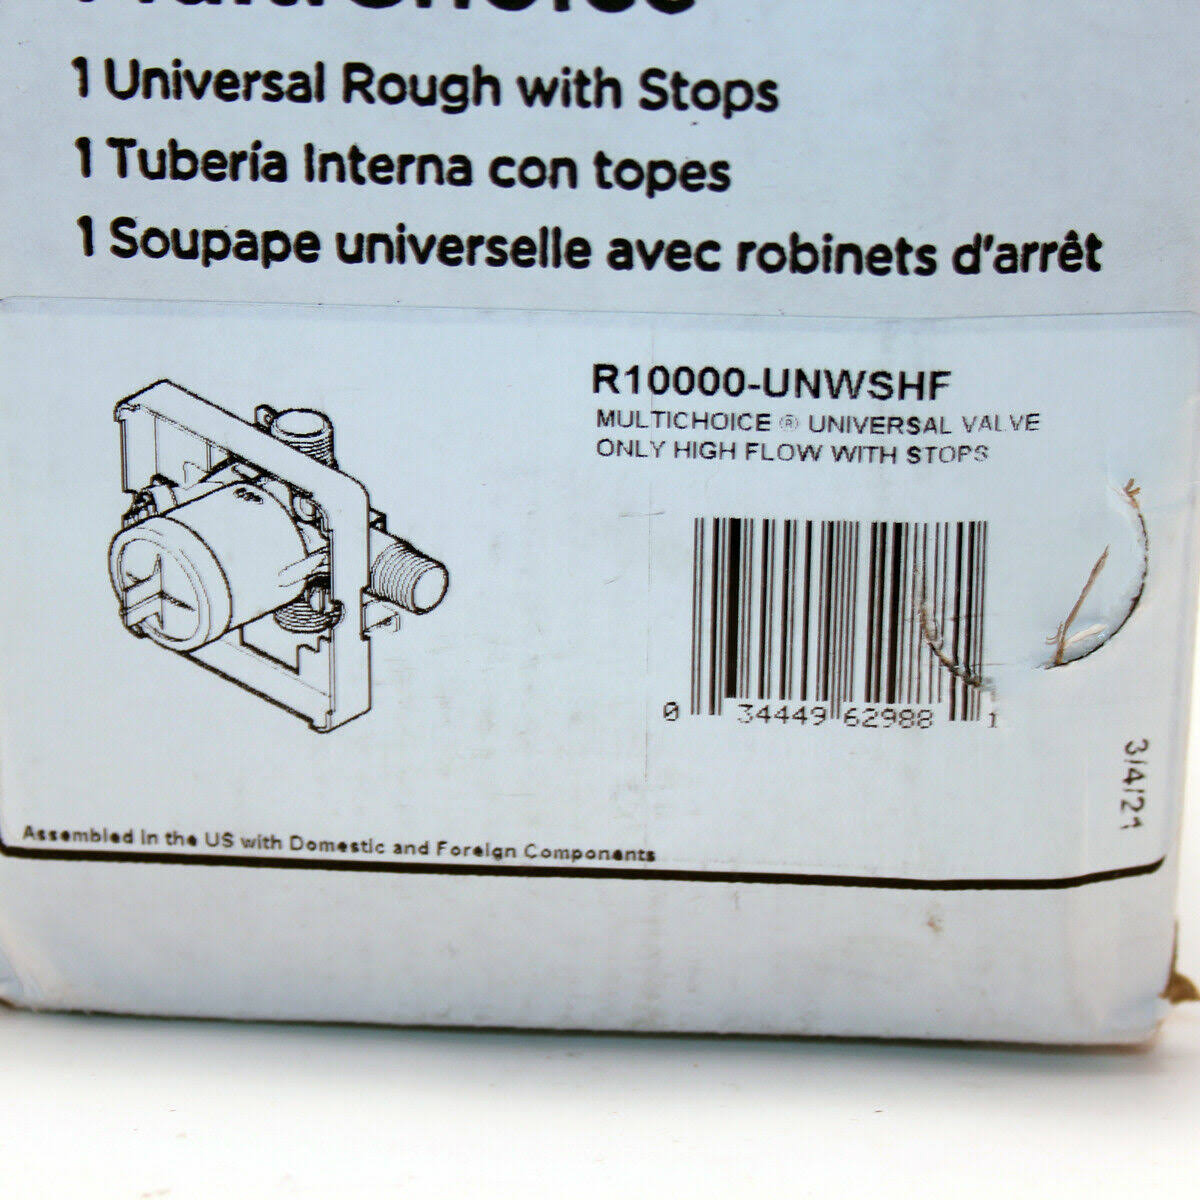 MultiChoice
1 Universal Rough with Stops
1 Tubería Interna con topes
1 Soupape universelle avec robinets d'arrêt
R10000-UNWSHF
MULTICHOICE ® UNIVERSAL VALVE
ONLY HIGH FLOW WITH STOPS
0 34449 62988 1
3/4/21
Assembled in the US with Domestic and Foreign Components